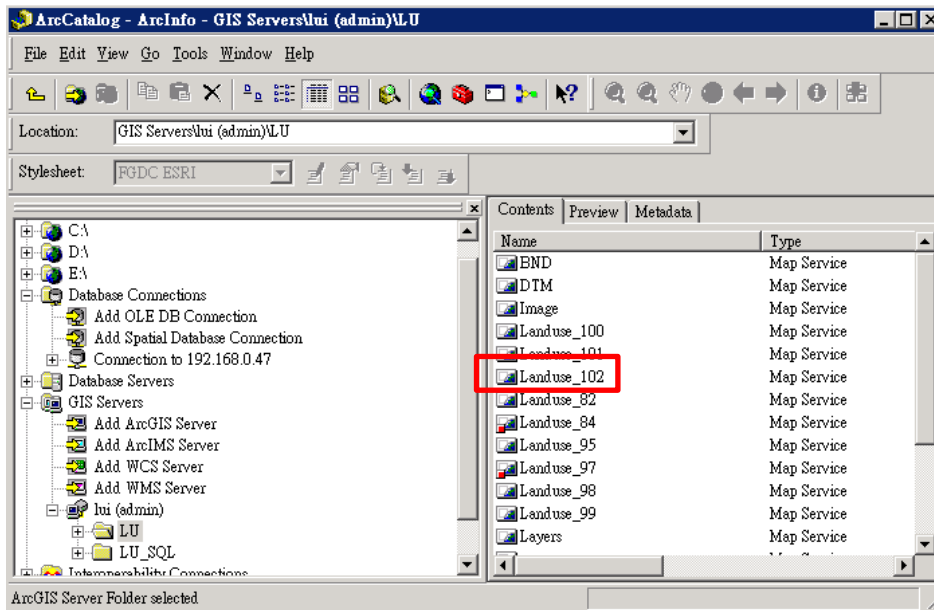 ArcCatalog - ArcInfo - GIS Servers\lui (admin)\LU
File Edit View Go Tools Window Help
Location: GIS Servers\lui (admin)\LU
Stylesheet: FGDC ESRI
C:\
D:\
E:\
Database Connections
Add OLE DB Connection
Add Spatial Database Connection
Connection to 192.168.0.47
Database Servers
GIS Servers
Add ArcGIS Server
Add ArcIMS Server
Add WCS Server
Add WMS Server
lui (admin)
LU
LU_SQL
Interoperability Connections
Contents Preview Metadata
Name Type
BND Map Service
DTM Map Service
Image Map Service
Landuse_100 Map Service
Landuse_101 Map Service
Landuse_102 Map Service
Landuse_82 Map Service
Landuse_84 Map Service
Landuse_95 Map Service
Landuse_97 Map Service
Landuse_98 Map Service
Landuse_99 Map Service
Layers Map Service
ArcGIS Server Folder selected